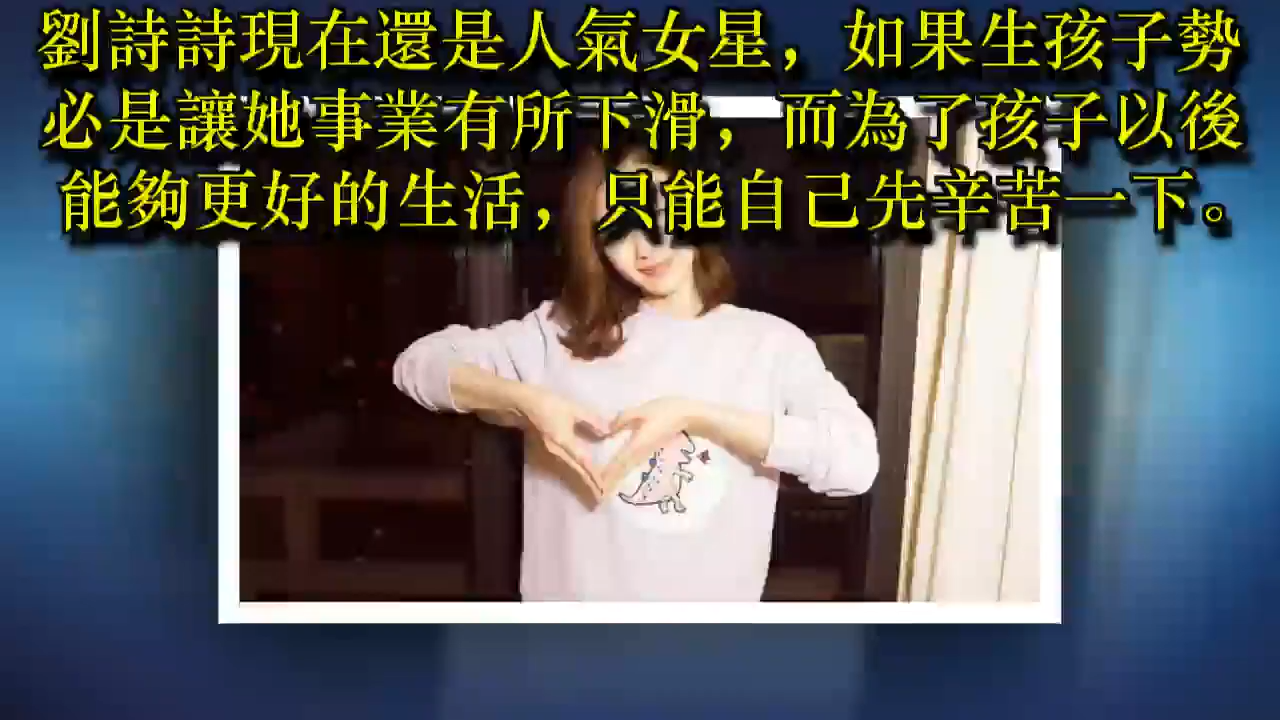 劉詩詩現在還是人氣女星，如果生孩子勢
必是讓她事業有所下滑，而為了孩子以後
能夠更好的生活，只能自己先辛苦一下。